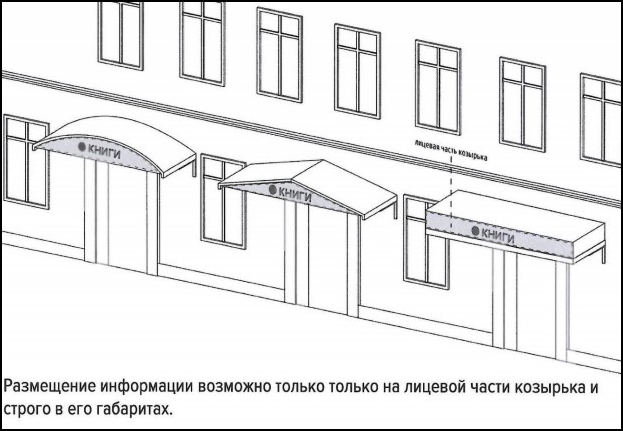 лицевая часть козырька
КНИГИ
КНИГИ
КНИГИ
Размещение информации возможно только только на лицевой части козырька и
строго в его габаритах.